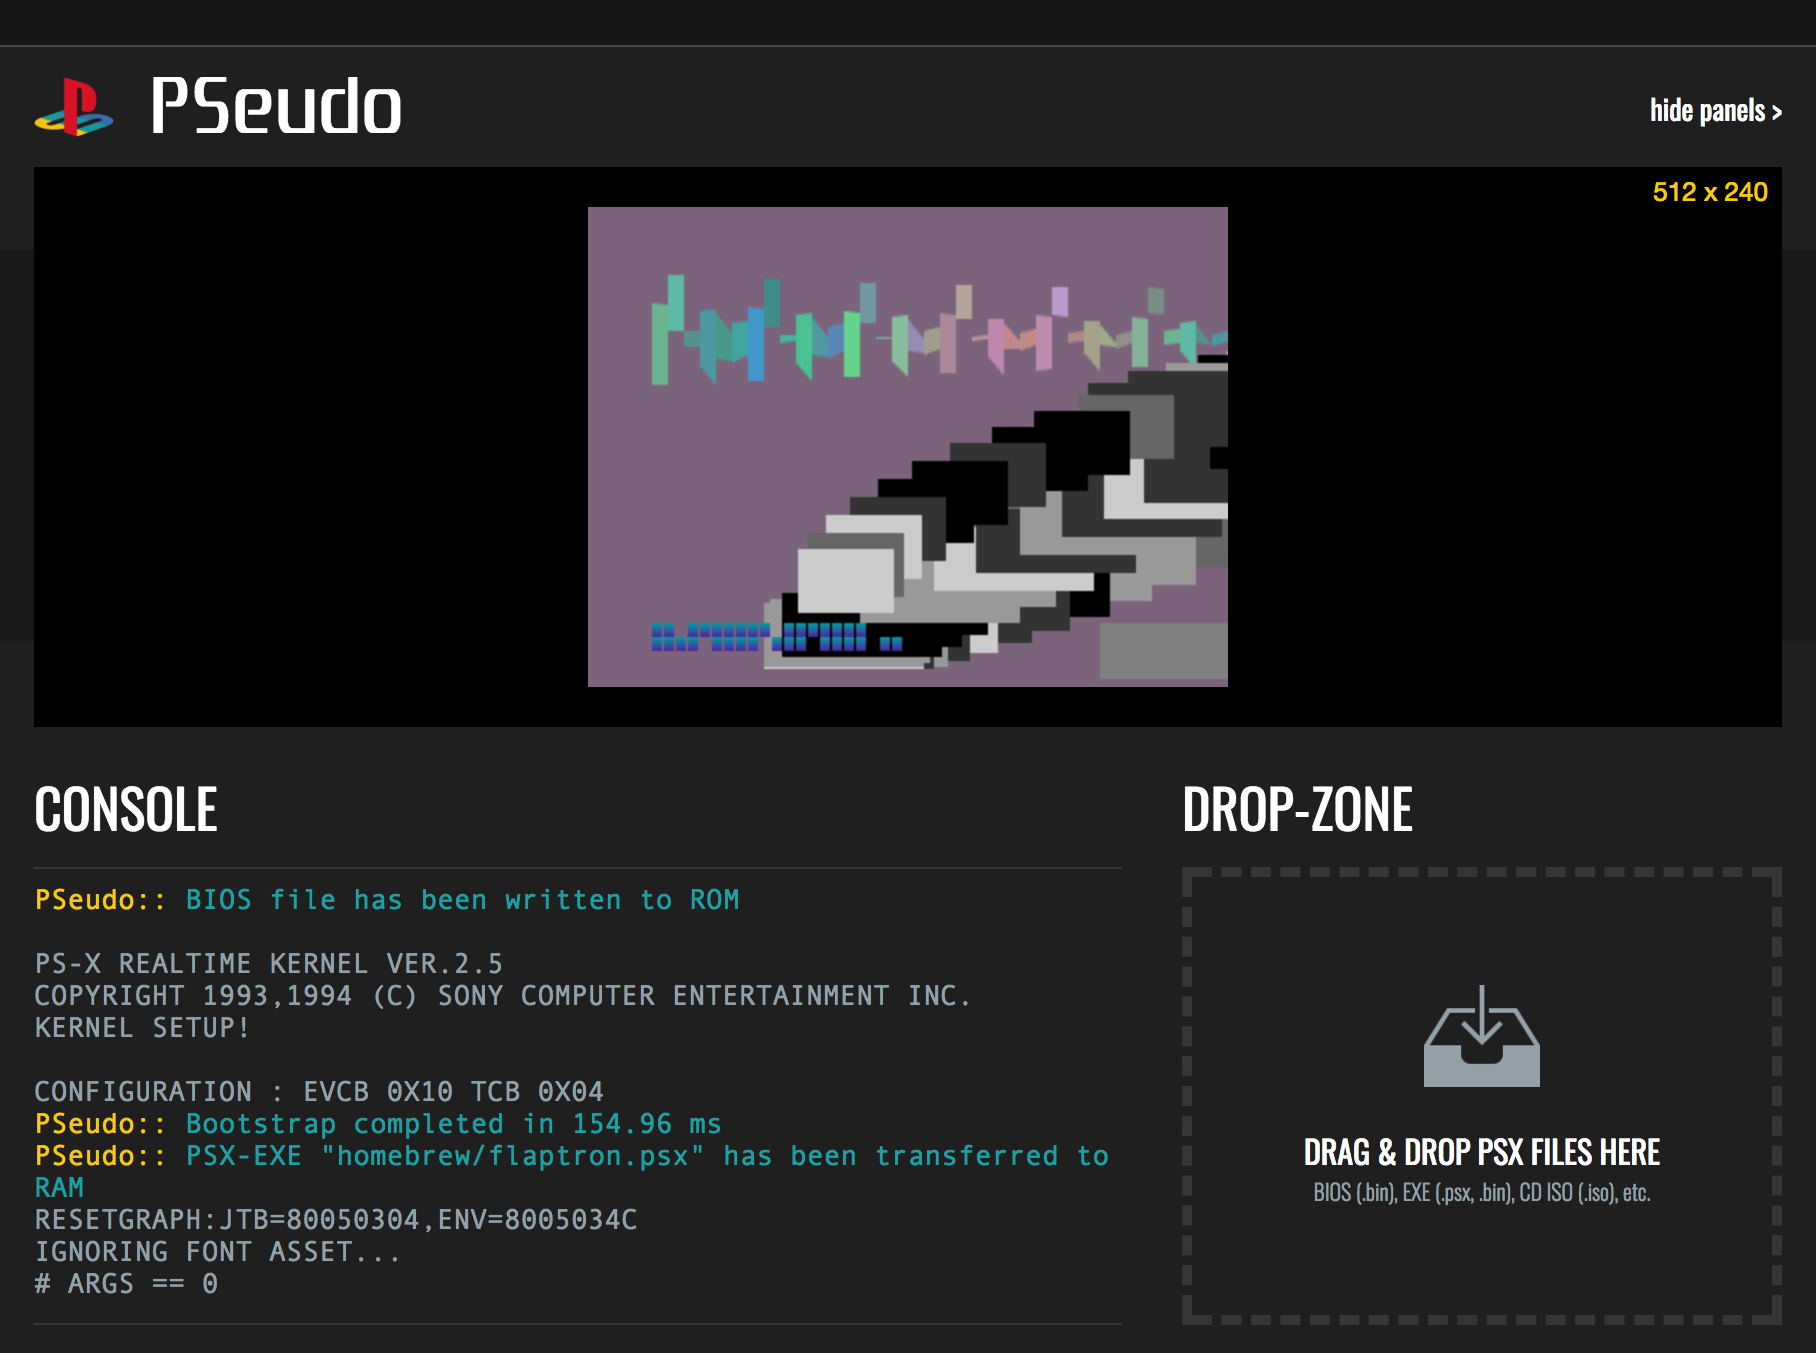 PSeudo
hide panels >
512 x 240
CONSOLE
PSeudo:: BIOS file has been written to ROM
PS-X REALTIME KERNEL VER.2.5
COPYRIGHT 1993,1994 (C) SONY COMPUTER ENTERTAINMENT INC.
KERNEL SETUP!
CONFIGURATION : EVCB 0X10 TCB 0X04
PSeudo:: Bootstrap completed in 154.96 ms
PSeudo:: PSX-EXE "homebrew/flaptron.psx" has been transferred to
RAM
RESETGRAPH:JTB=80050304,ENV=8005034C
IGNORING FONT ASSET...
# ARGS == 0
DROP-ZONE
DRAG & DROP PSX FILES HERE
BIOS (.bin), EXE (.psx, .bin), CD ISO (.iso), etc.